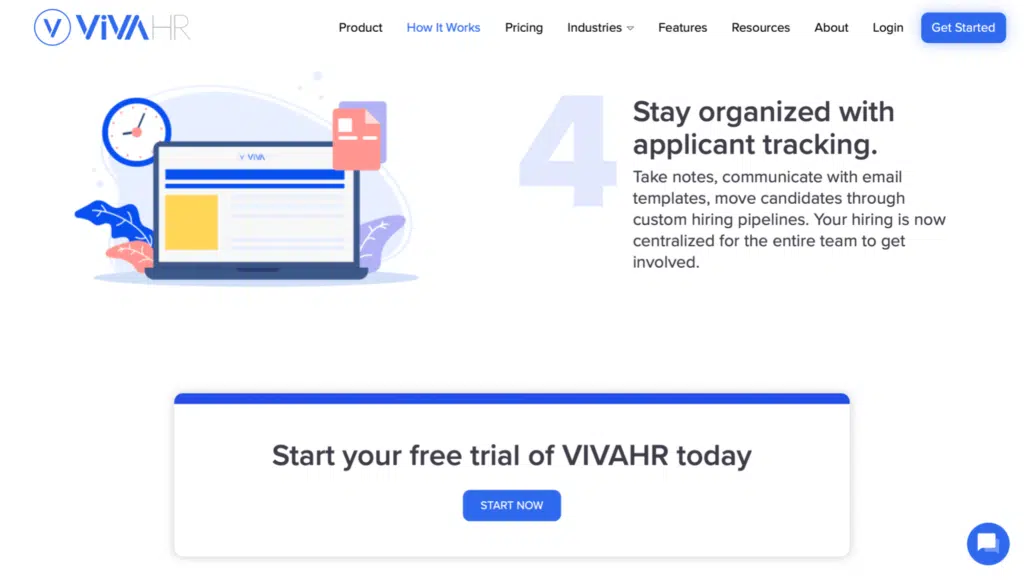 V VIVAHR
Product How It Works Pricing Industries Features Resources About Login Get Started
VIVA
4
Stay organized with
applicant tracking.
Take notes, communicate with email
templates, move candidates through
custom hiring pipelines. Your hiring is now
centralized for the entire team to get
involved.
Start your free trial of VIVAHR today
START NOW